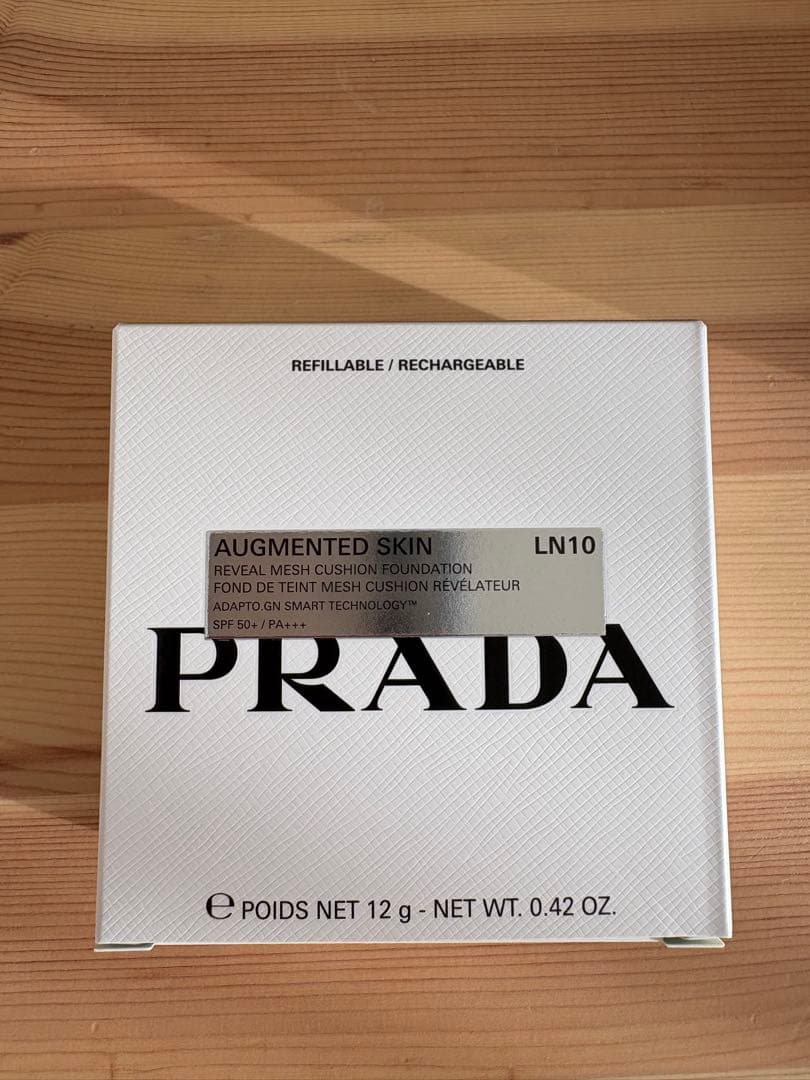 REFILLABLE / RECHARGEABLE
AUGMENTED SKIN LN10
REVEAL MESH CUSHION FOUNDATION
FOND DE TEINT MESH CUSHION RÉVÉLATEUR
ADAPTO.GN SMART TECHNOLOGY™
SPF 50+ / PA+++
PRADA
℮ POIDS NET 12 g - NET WT. 0.42 OZ.